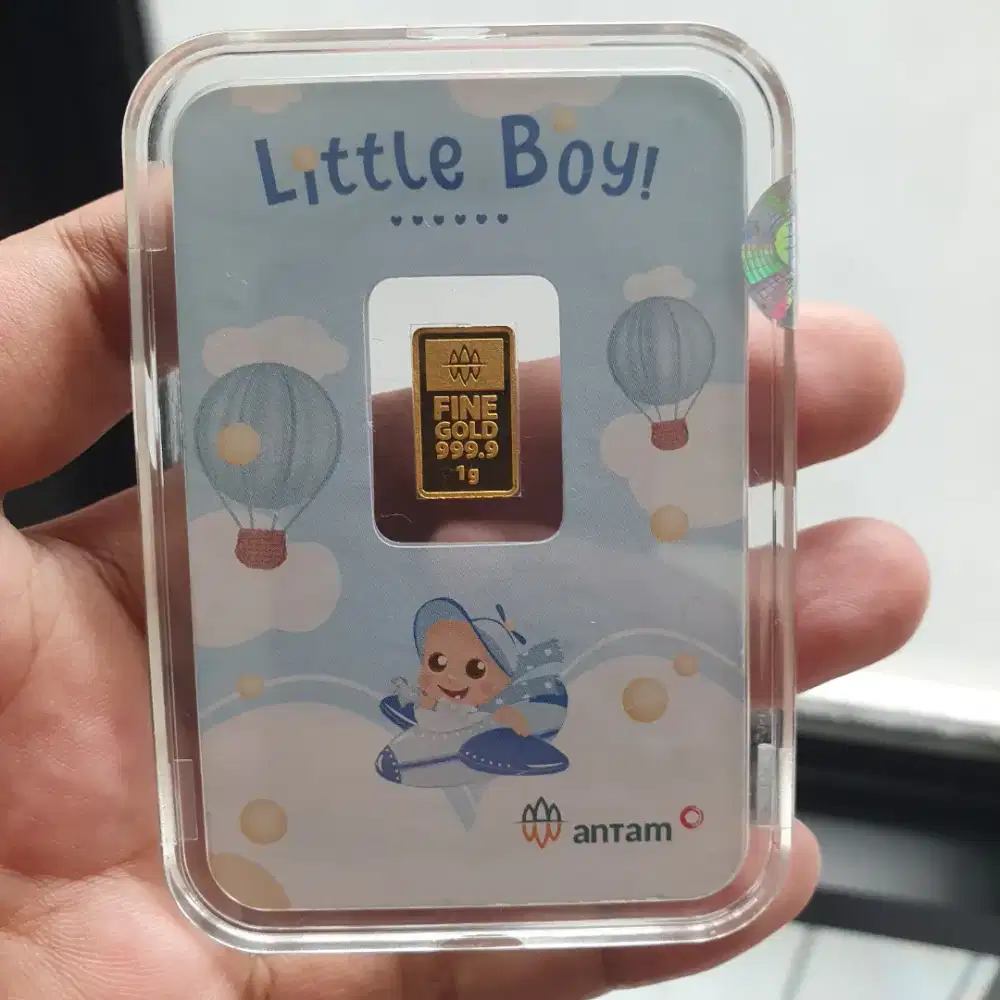 Little Boy!
FINE
GOLD
999.9
1g
antam